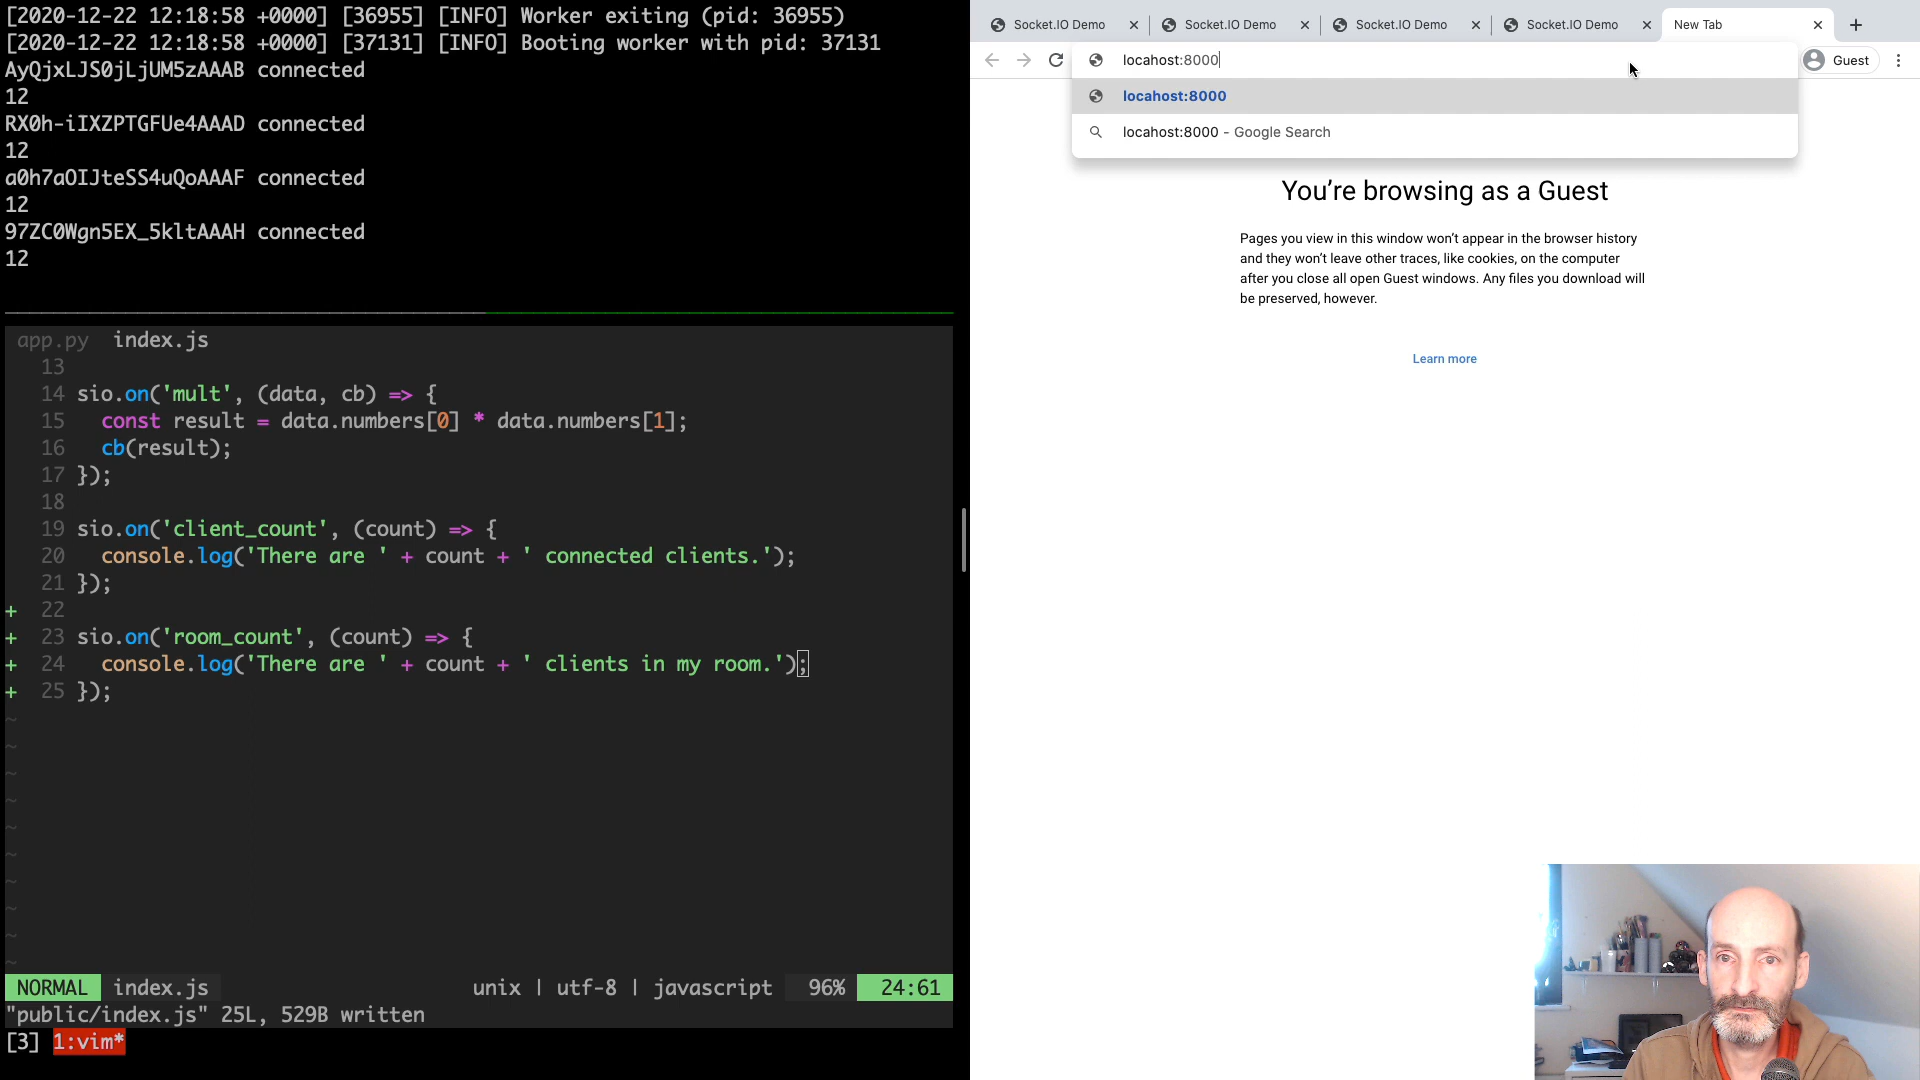 [2020-12-22 12:18:58 +0000] [36955] [INFO] Worker exiting (pid: 36955)
[2020-12-22 12:18:58 +0000] [37131] [INFO] Booting worker with pid: 37131
AyQjxLJS0jLjUM5zAAAB connected
12
RX0h-iIXZPTGFUe4AAAD connected
12
a0h7aOIJteSS4uQoAAAF connected
12
97ZC0Wgn5EX_5kltAAAH connected
12
app.py index.js
13
14 sio.on('mult', (data, cb) => {
15 const result = data.numbers[0] * data.numbers[1];
16 cb(result);
17 });
18
19 sio.on('client_count', (count) => {
20 console.log('There are ' + count + ' connected clients.');
21 });
+ 22
+ 23 sio.on('room_count', (count) => {
+ 24 console.log('There are ' + count + ' clients in my room.');
+ 25 });
~
~
~
~
~
~
~
~
~
~
NORMAL index.js unix | utf-8 | javascript 96% 24:61
"public/index.js" 25L, 529B written
[3] 1:vim*
Socket.IO Demo Socket.IO Demo Socket.IO Demo Socket.IO Demo New Tab
locahost:8000
Guest
locahost:8000
locahost:8000 - Google Search
You're browsing as a Guest
Pages you view in this window won't appear in the browser history
and they won't leave other traces, like cookies, on the computer
after you close all open Guest windows. Any files you download will
be preserved, however.
Learn more